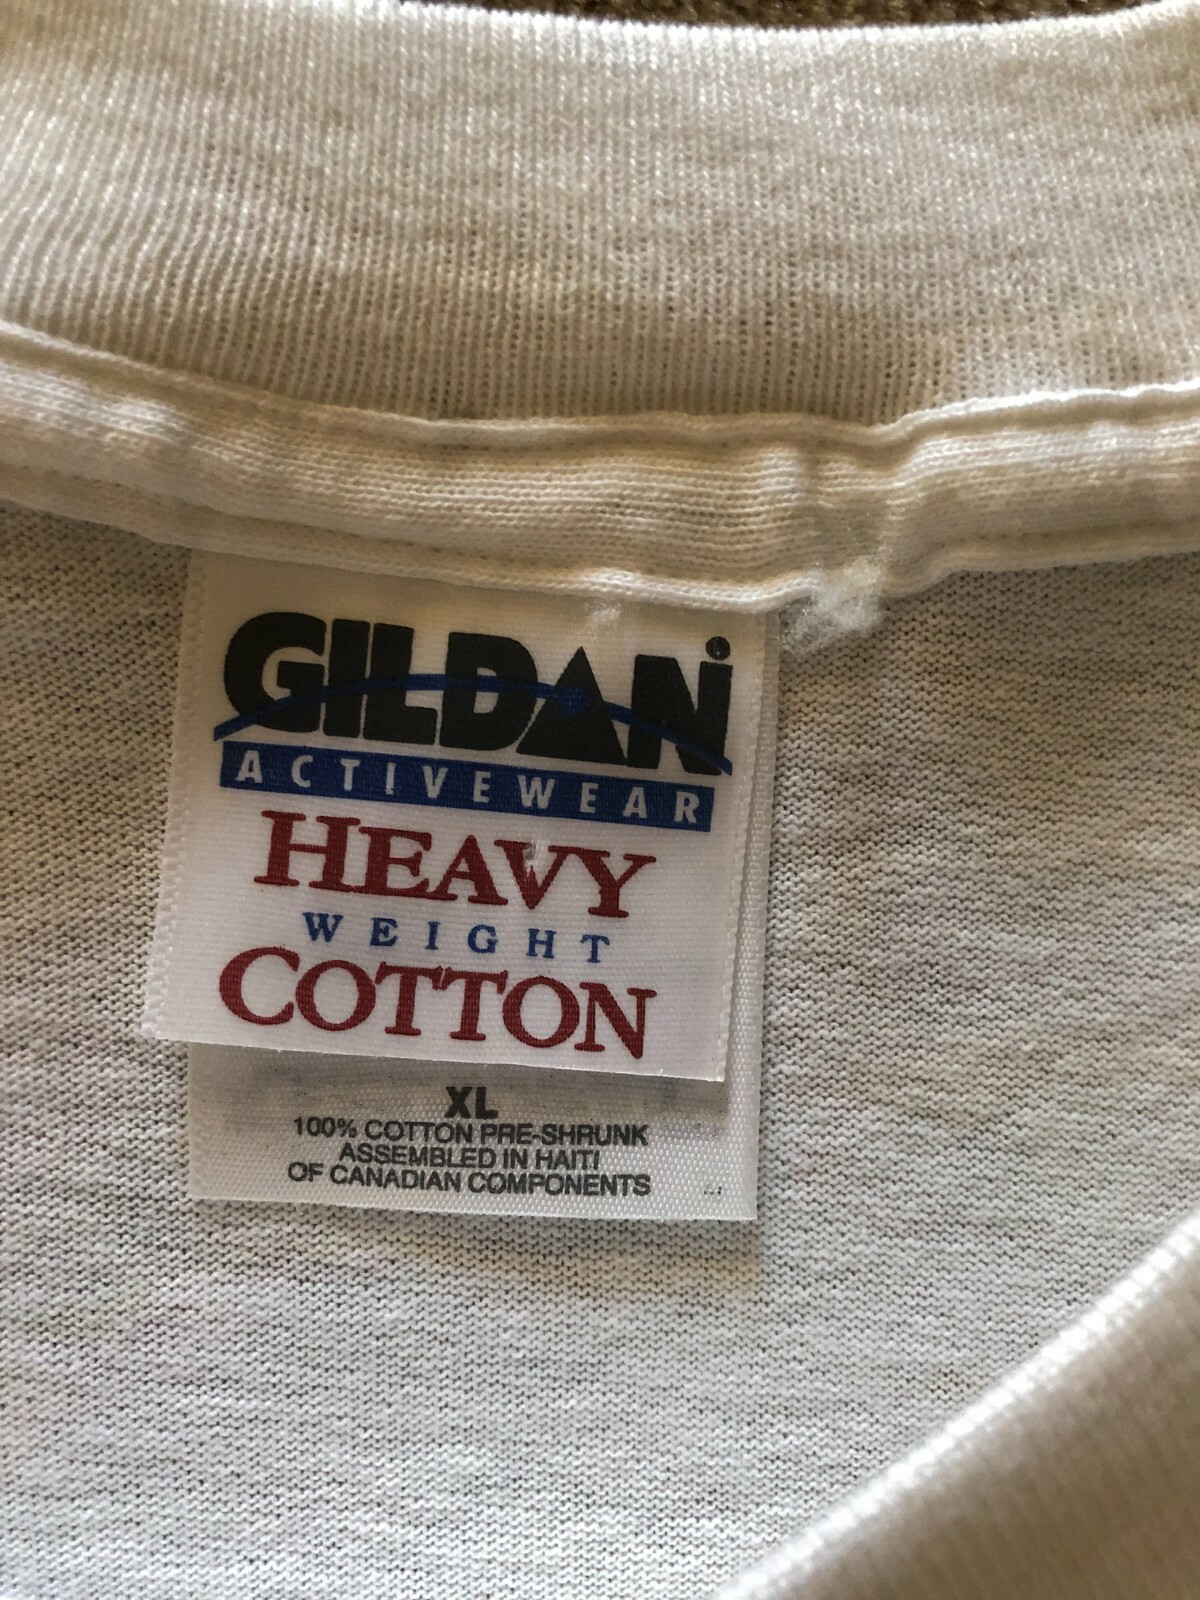 GILDAN
ACTIVEWEAR
HEAVY
WEIGHT
COTTON
XL
100% COTTON PRE-SHRUNK
ASSEMBLED IN HAITI
OF CANADIAN COMPONENTS